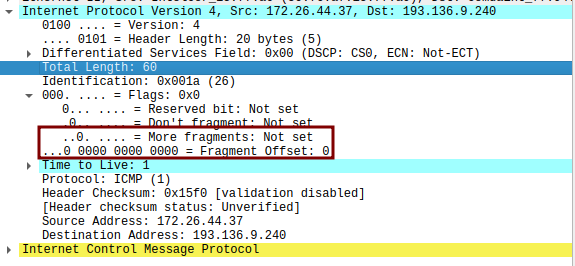 Internet Protocol Version 4, Src: 172.26.44.37, Dst: 193.136.9.240
0100 .... = Version: 4
.... 0101 = Header Length: 20 bytes (5)
Differentiated Services Field: 0x00 (DSCP: CS0, ECN: Not-ECT)
Total Length: 60
Identification: 0x001a (26)
000. .... = Flags: 0x0
0... .... = Reserved bit: Not set
.0.. .... = Don't fragment: Not set
..0. .... = More fragments: Not set
...0 0000 0000 0000 = Fragment Offset: 0
Time to Live: 1
Protocol: ICMP (1)
Header Checksum: 0x15f0 [validation disabled]
[Header checksum status: Unverified]
Source Address: 172.26.44.37
Destination Address: 193.136.9.240
Internet Control Message Protocol